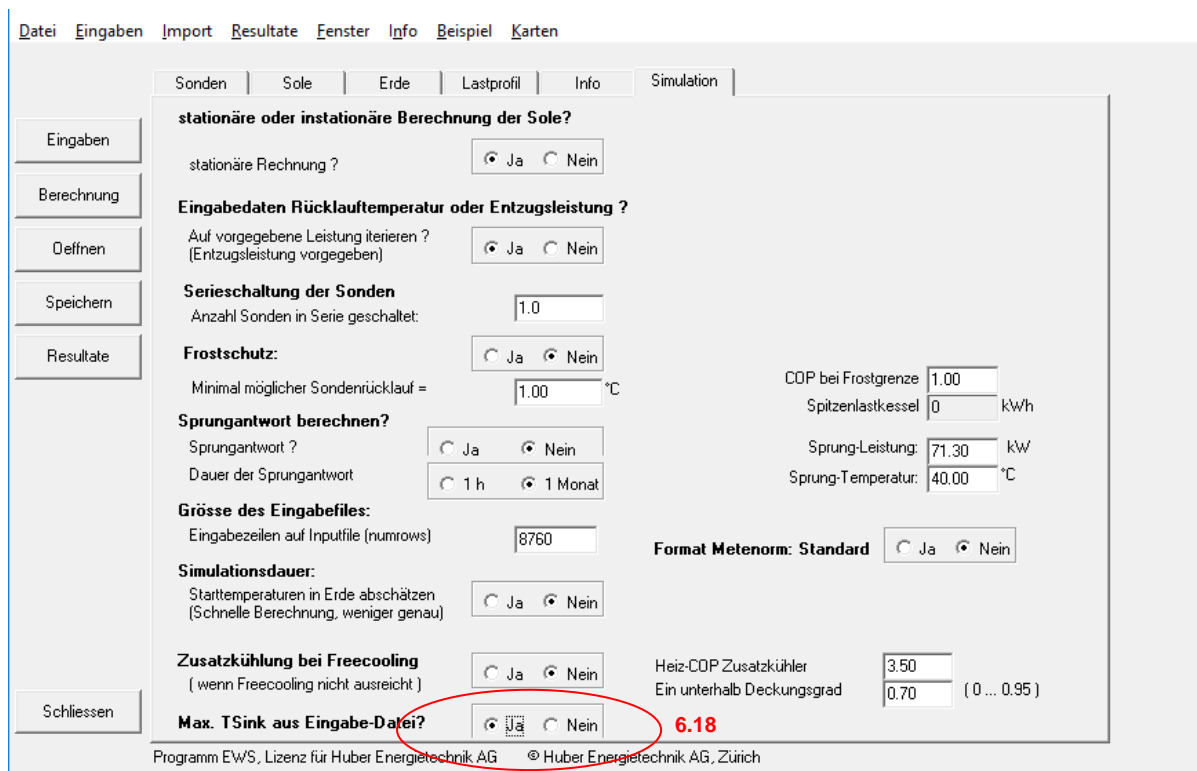 Datei Eingaben Import Resultate Fenster Info Beispiel Karten
Sonden Sole Erde Lastprofil Info Simulation
Eingaben
Berechnung
Oeffnen
Speichern
Resultate
Schliessen
stationäre oder instationäre Berechnung der Sole?
stationäre Rechnung ? Ja Nein
Eingabedaten Rücklauftemperatur oder Entzugsleistung ?
Auf vorgegebene Leistung iterieren ?
(Entzugsleistung vorgegeben) Ja Nein
Serieschaltung der Sonden
Anzahl Sonden in Serie geschaltet: 1.0
Frostschutz: Ja Nein
Minimal möglicher Sondenrücklauf = 1.00 °C
COP bei Frostgrenze 1.00
Spitzenlastkessel 0 kWh
Sprungantwort berechnen?
Sprungantwort ? Ja Nein
Dauer der Sprungantwort 1 h 1 Monat
Sprung-Leistung: 71.30 kW
Sprung-Temperatur: 40.00 °C
Grösse des Eingabefiles:
Eingabezeilen auf Inputfile (numrows) 8760
Format Metenorm: Standard Ja Nein
Simulationsdauer:
Starttemperaturen in Erde abschätzen
(Schnelle Berechnung, weniger genau) Ja Nein
Zusatzkühlung bei Freecooling
( wenn Freecooling nicht ausreicht ) Ja Nein
Heiz-COP Zusatzkühler 3.50
Ein unterhalb Deckungsgrad 0.70 ( 0 ... 0.95 )
Max. TSink aus Eingabe-Datei? Ja Nein 6.18
Programm EWS, Lizenz für Huber Energietechnik AG © Huber Energietechnik AG, Zürich